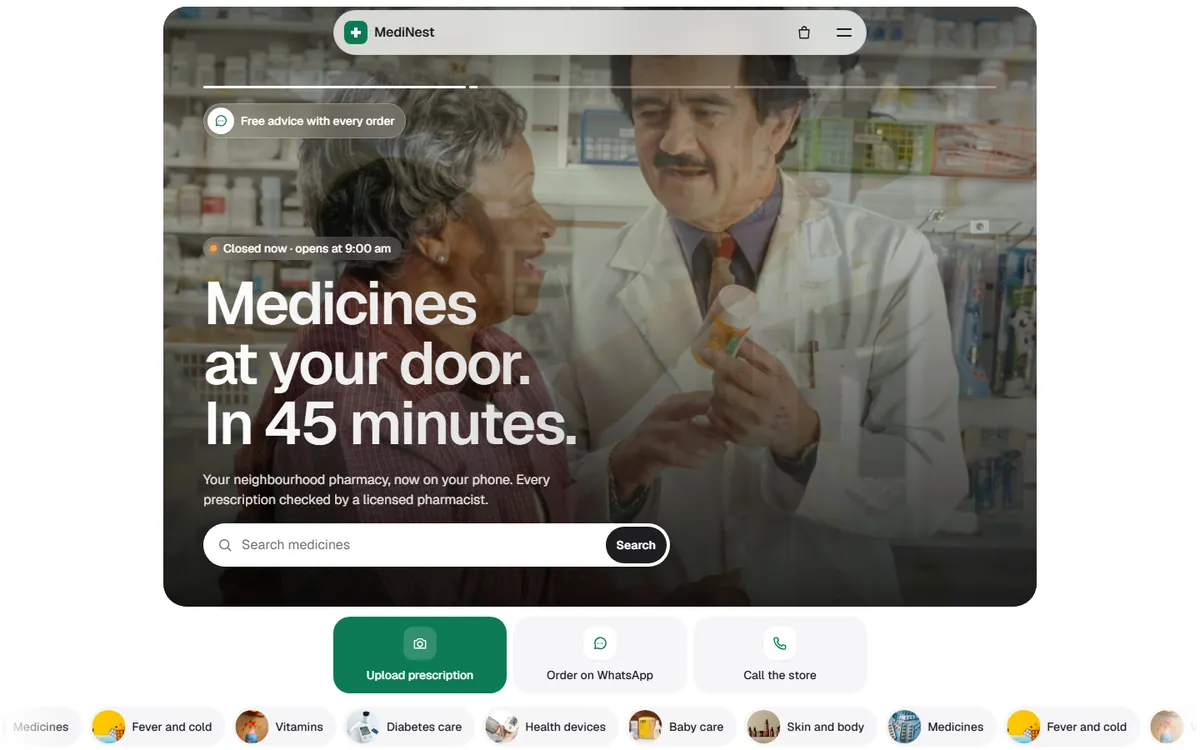 MediNest
Free advice with every order
Closed now · opens at 9:00 am
Medicines
at your door.
In 45 minutes.
Your neighbourhood pharmacy, now on your phone. Every
prescription checked by a licensed pharmacist.
Search medicines
Search
Upload prescription
Order on WhatsApp
Call the store
Medicines
Fever and cold
Vitamins
Diabetes care
Health devices
Baby care
Skin and body
Medicines
Fever and cold